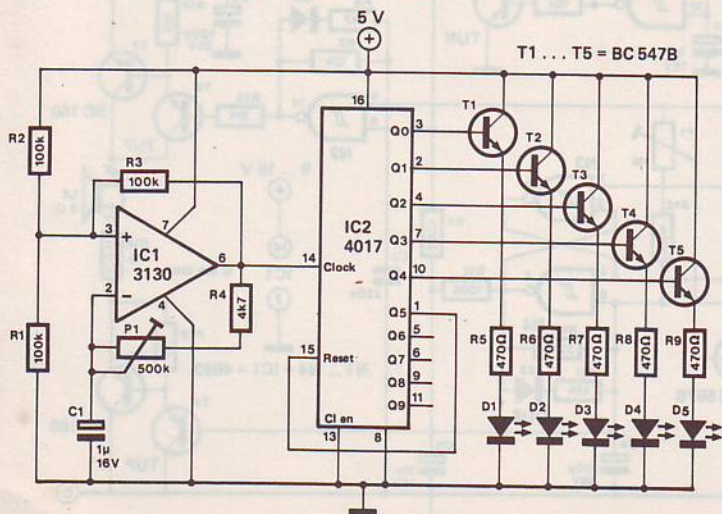 5 V
T1 ... T5 = BC 547B
R2
100k
R3
100k
3
+
7
IC1
3130
6
2
−
4
R4
4k7
P1
500k
R1
100k
C1
1µ
16V
16
IC2
4017
14
Clock
15
Reset
Cl en
13
8
Q0
3
Q1
2
Q2
4
Q3
7
Q4
10
Q5
1
Q6
5
Q7
6
Q8
9
Q9
11
T1
T2
T3
T4
T5
R5
470Ω
R6
470Ω
R7
470Ω
R8
470Ω
R9
470Ω
D1
D2
D3
D4
D5